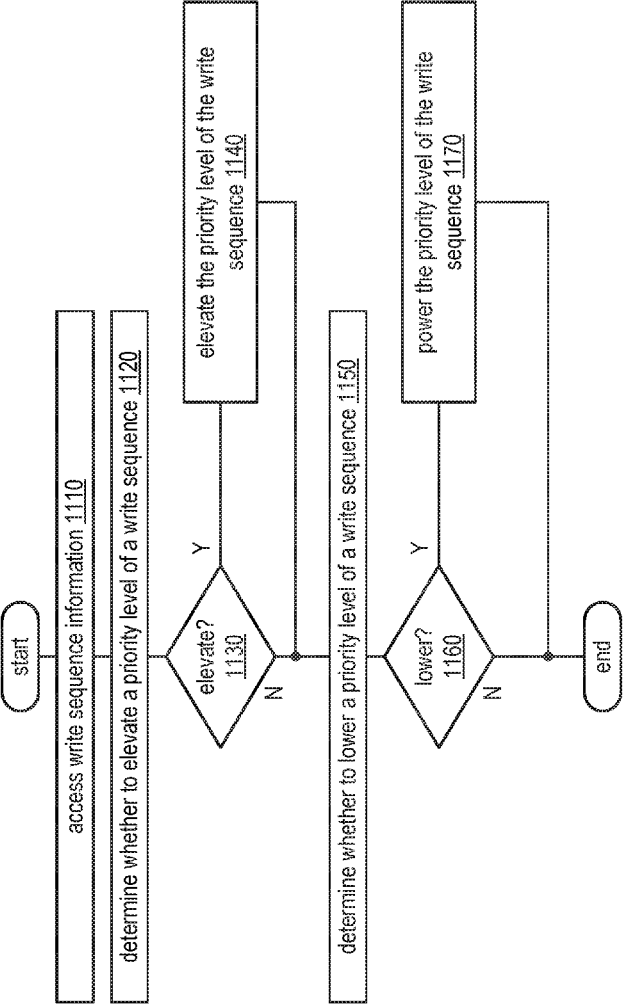 start
access write sequence information 1110
determine whether to elevate a priority level of a write sequence 1120
elevate?
1130
Y
N
elevate the priority level of the write
sequence 1140
determine whether to lower a priority level of a write sequence 1150
lower?
1160
Y
N
power the priority level of the write
sequence 1170
end